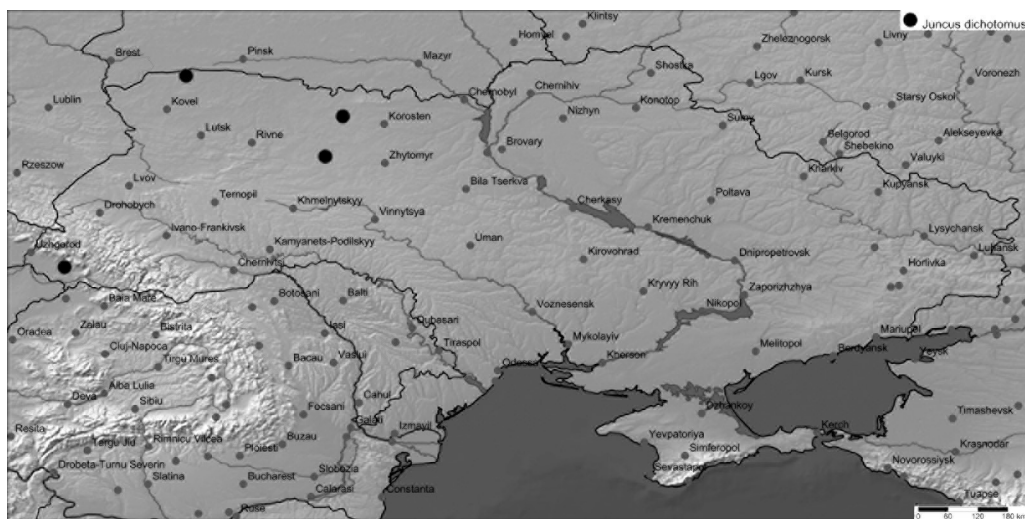 Juncus dichotomus
Klintsy
Homyel
Zheleznogorsk
Livny
Brest
Pinsk
Mazyr
Shostka
Lgov
Kursk
Voronezh
Lublin
Kovel
Chernobyl
Chernihiv
Konotop
Starsy Oskol
Lutsk
Rivne
Korosten
Nizhyn
Sumy
Belgorod
Alekseyevka
Shebekino
Brovary
Rzeszow
Zhytomyr
Valuyki
Kharkiv
Lvov
Bila Tserkva
Kupyansk
Drohobych
Ternopil
Khmelnytskyy
Poltava
Vinnytsya
Cherkasy
Kremenchuk
Ivano-Frankivsk
Lysychansk
Uzhgorod
Kamyanets-Podilskyy
Uman
Kirovohrad
Dnipropetrovsk
Luhansk
Chernivtsi
Horlivka
Baia Mare
Botosani
Balti
Kryvyy Rih
Zaporizhzhya
Voznesensk
Nikopol
Oradea
Zalau
Bistrita
Iasi
Dubasari
Mykolayiv
Mariupol
Cluj-Napoca
Tirgu Mures
Bacau
Vaslui
Tiraspol
Odessa
Kherson
Melitopol
Berdyansk
Yeysk
Alba Lulia
Deva
Sibiu
Focsani
Cahul
Dzhankoy
Timashevsk
Resita
Tergu Jiu
Rimnicu Vilcea
Ploiesti
Buzau
Galati
Izmayil
Yevpatoriya
Kerch
Krasnodar
Simferopol
Drobeta-Turnu Severin
Slobozia
Sevastapol
Novorossiysk
Slatina
Bucharest
Calarasi
Constanta
Tuapse
Ruse
0 60 120 180 km